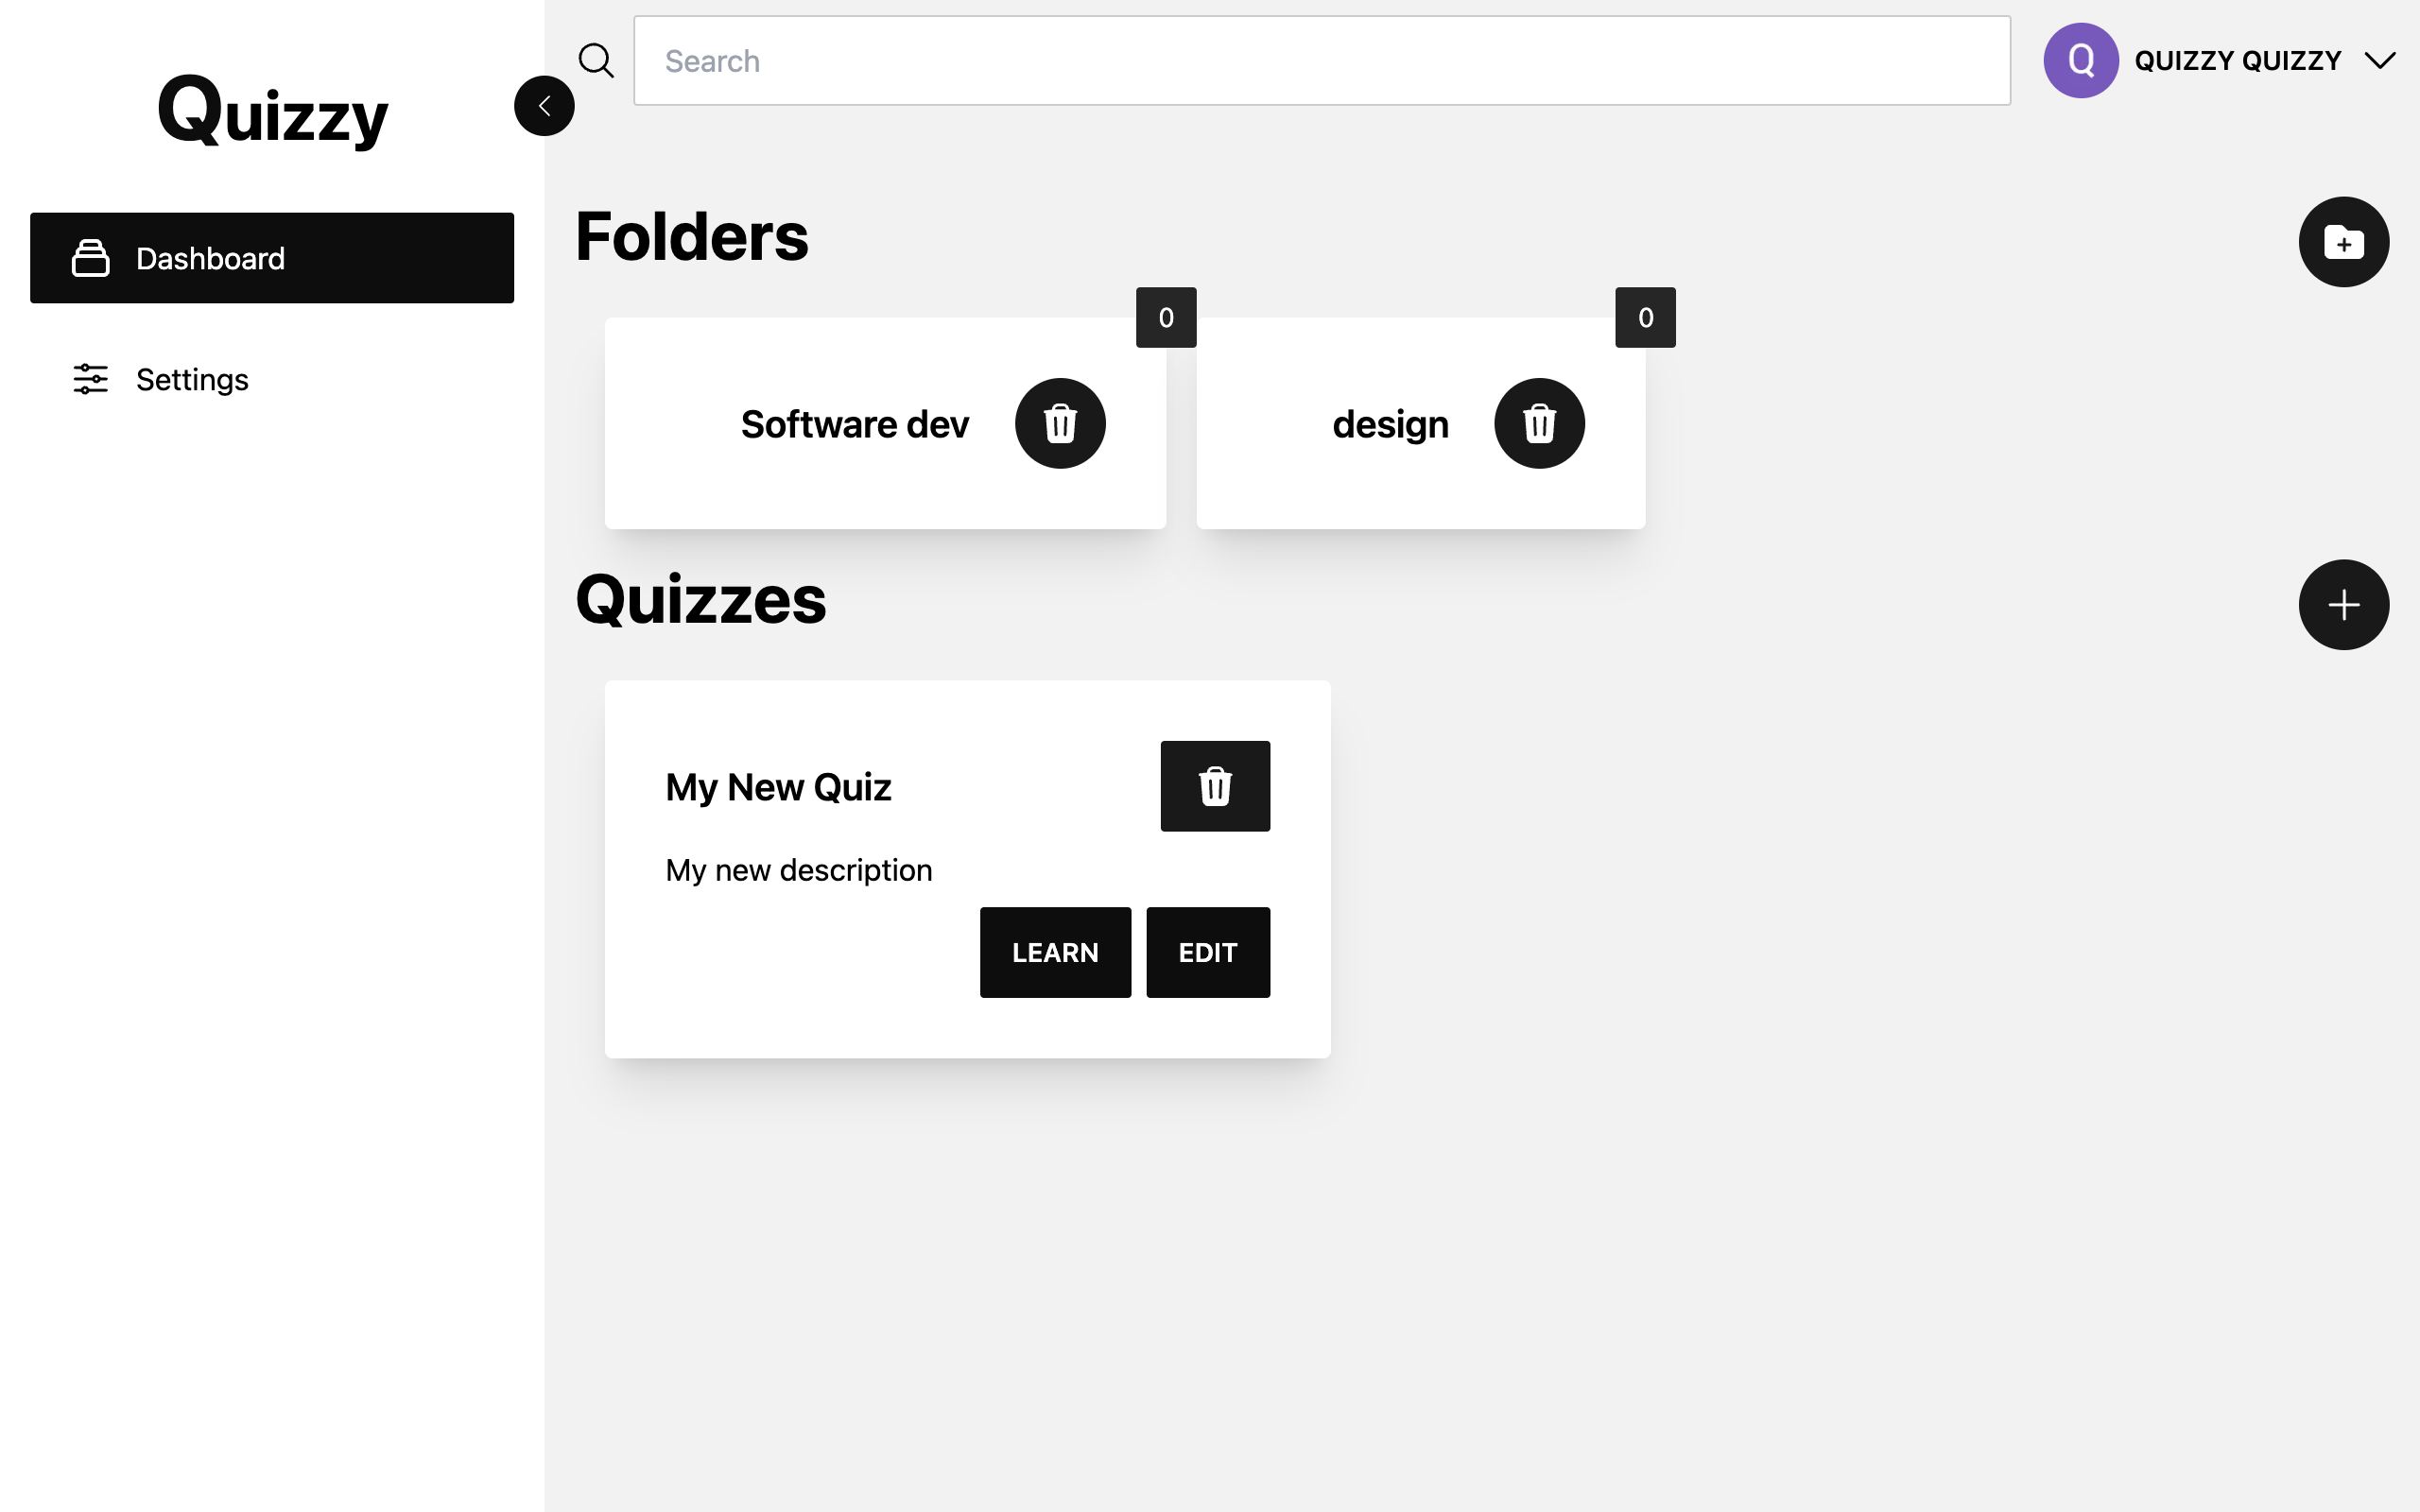 Quizzy
Dashboard
Settings
Search
Q
QUIZZY QUIZZY
Folders
0
0
Software dev
design
Quizzes
My New Quiz
My new description
LEARN
EDIT